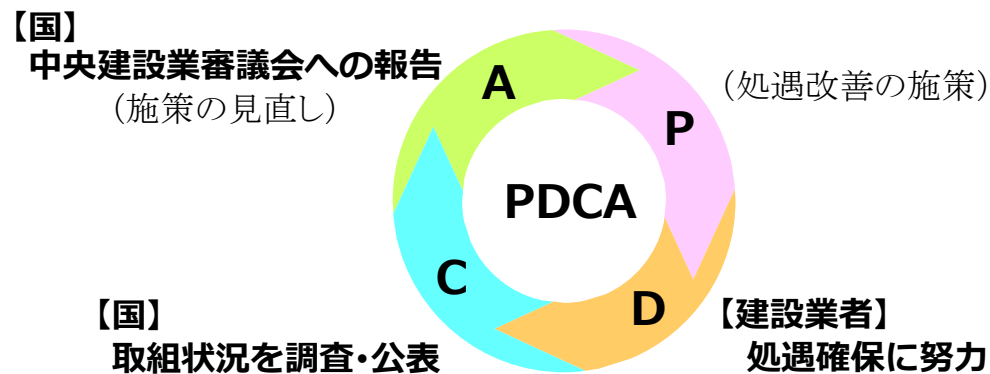 【国】
中央建設業審議会への報告
（施策の見直し）
A
P
（処遇改善の施策）
PDCA
C
D
【国】
取組状況を調査・公表
【建設業者】
処遇確保に努力